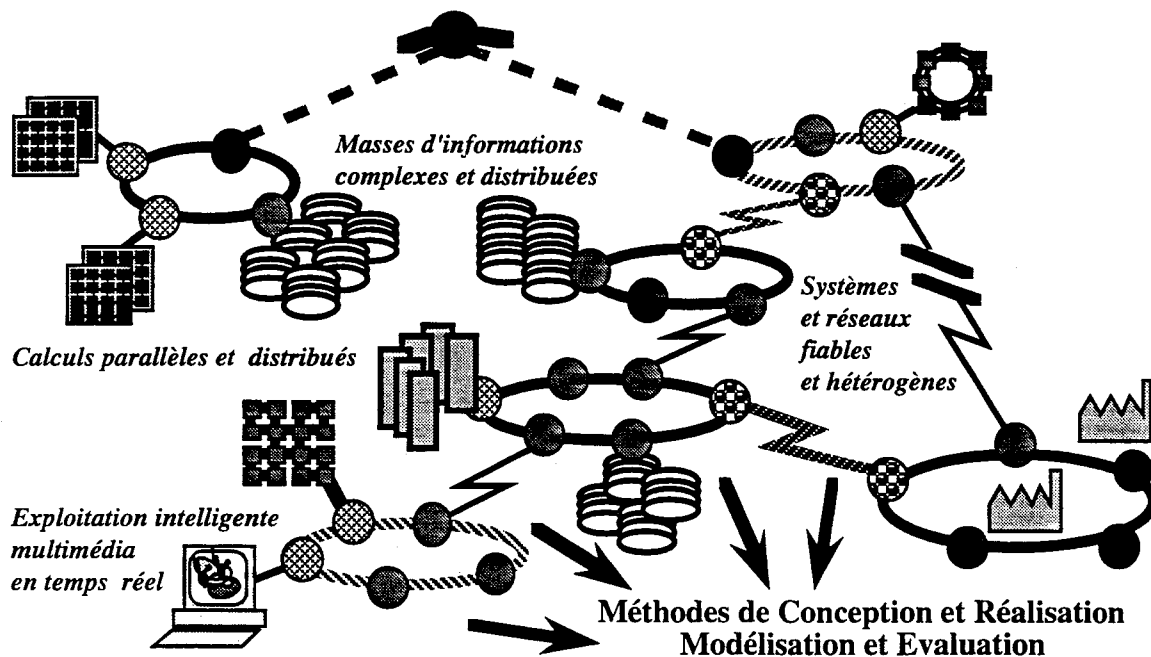 Masses d'informations
complexes et distribuées
Systèmes
et réseaux
fiables
et hétérogènes
Calculs parallèles et distribués
Exploitation intelligente
multimédia
en temps réel
Méthodes de Conception et Réalisation
Modélisation et Evaluation